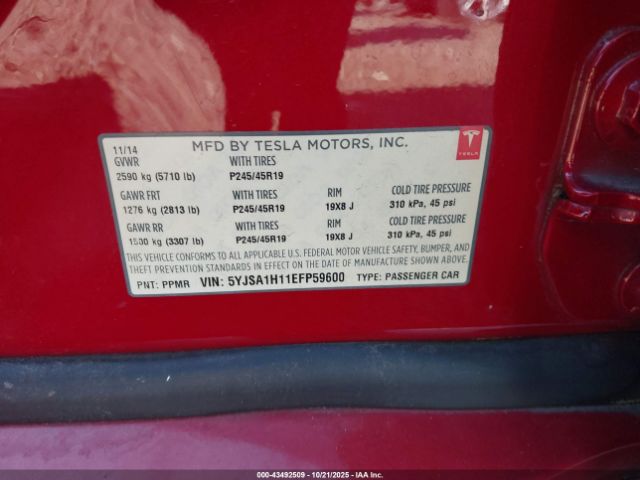 11/14 MFD BY TESLA MOTORS, INC.
GVWR WITH TIRES
2590 kg (5710 lb) P245/45R19
GAWR FRT WITH TIRES RIM COLD TIRE PRESSURE
1276 kg (2813 lb) P245/45R19 19X8 J 310 kPa, 45 psi
GAWR RR WITH TIRES RIM COLD TIRE PRESSURE
1500 kg (3307 lb) P245/45R19 19X8 J 310 kPa, 45 psi
THIS VEHICLE CONFORMS TO ALL APPLICABLE U.S. FEDERAL MOTOR VEHICLE SAFETY, BUMPER, AND
THEFT PREVENTION STANDARDS IN EFFECT ON THE DATE OF MANUFACTURE SHOWN ABOVE.
PNT: PPMR VIN: 5YJSA1H11EFP59600 TYPE: PASSENGER CAR
TESLA
000-43492509 - 10/21/2025 - IAA Inc.